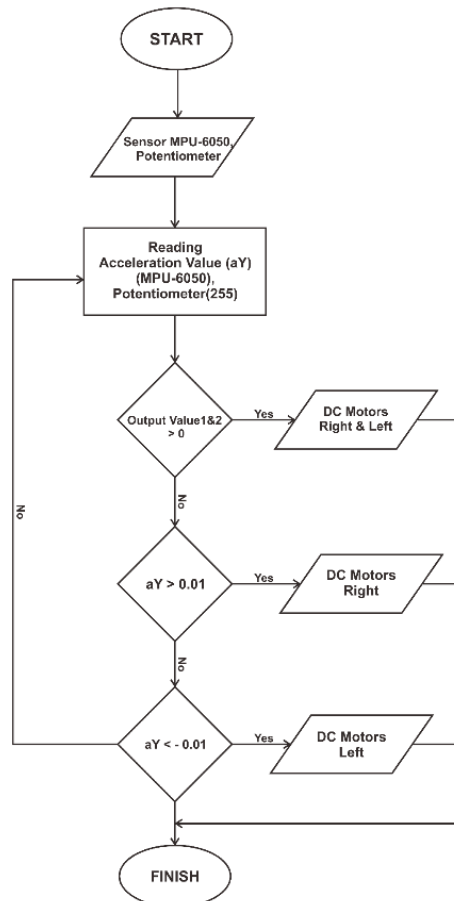 START
Sensor MPU-6050,
Potentiometer
Reading
Acceleration Value (aY)
(MPU-6050),
Potentiometer(255)
Output Value1&2
> 0
Yes
DC Motors
Right & Left
No
No
aY > 0.01
Yes
DC Motors
Right
No
aY < - 0.01
Yes
DC Motors
Left
FINISH